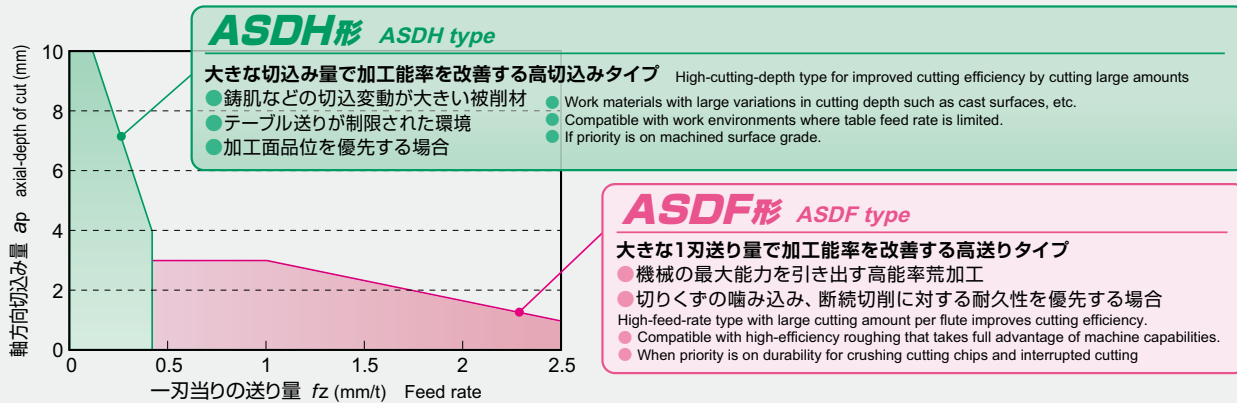 ASDH形 ASDH type
大きな切込み量で加工能率を改善する高切込みタイプ High-cutting-depth type for improved cutting efficiency by cutting large amounts
●鋳肌などの切込変動が大きい被削材
●テーブル送りが制限された環境
●加工面品位を優先する場合
● Work materials with large variations in cutting depth such as cast surfaces, etc.
● Compatible with work environments where table feed rate is limited.
● If priority is on machined surface grade.
ASDF形 ASDF type
大きな1刃送り量で加工能率を改善する高送りタイプ
●機械の最大能力を引き出す高能率荒加工
●切りくずの噛み込み、断続切削に対する耐久性を優先する場合
High-feed-rate type with large cutting amount per flute improves cutting efficiency.
● Compatible with high-efficiency roughing that takes full advantage of machine capabilities.
● When priority is on durability for crushing cutting chips and interrupted cutting
軸方向切込み量 ap axial-depth of cut (mm)
10
8
6
4
2
0
0
0.5
1
1.5
2
2.5
一刃当りの送り量 fz (mm/t) Feed rate